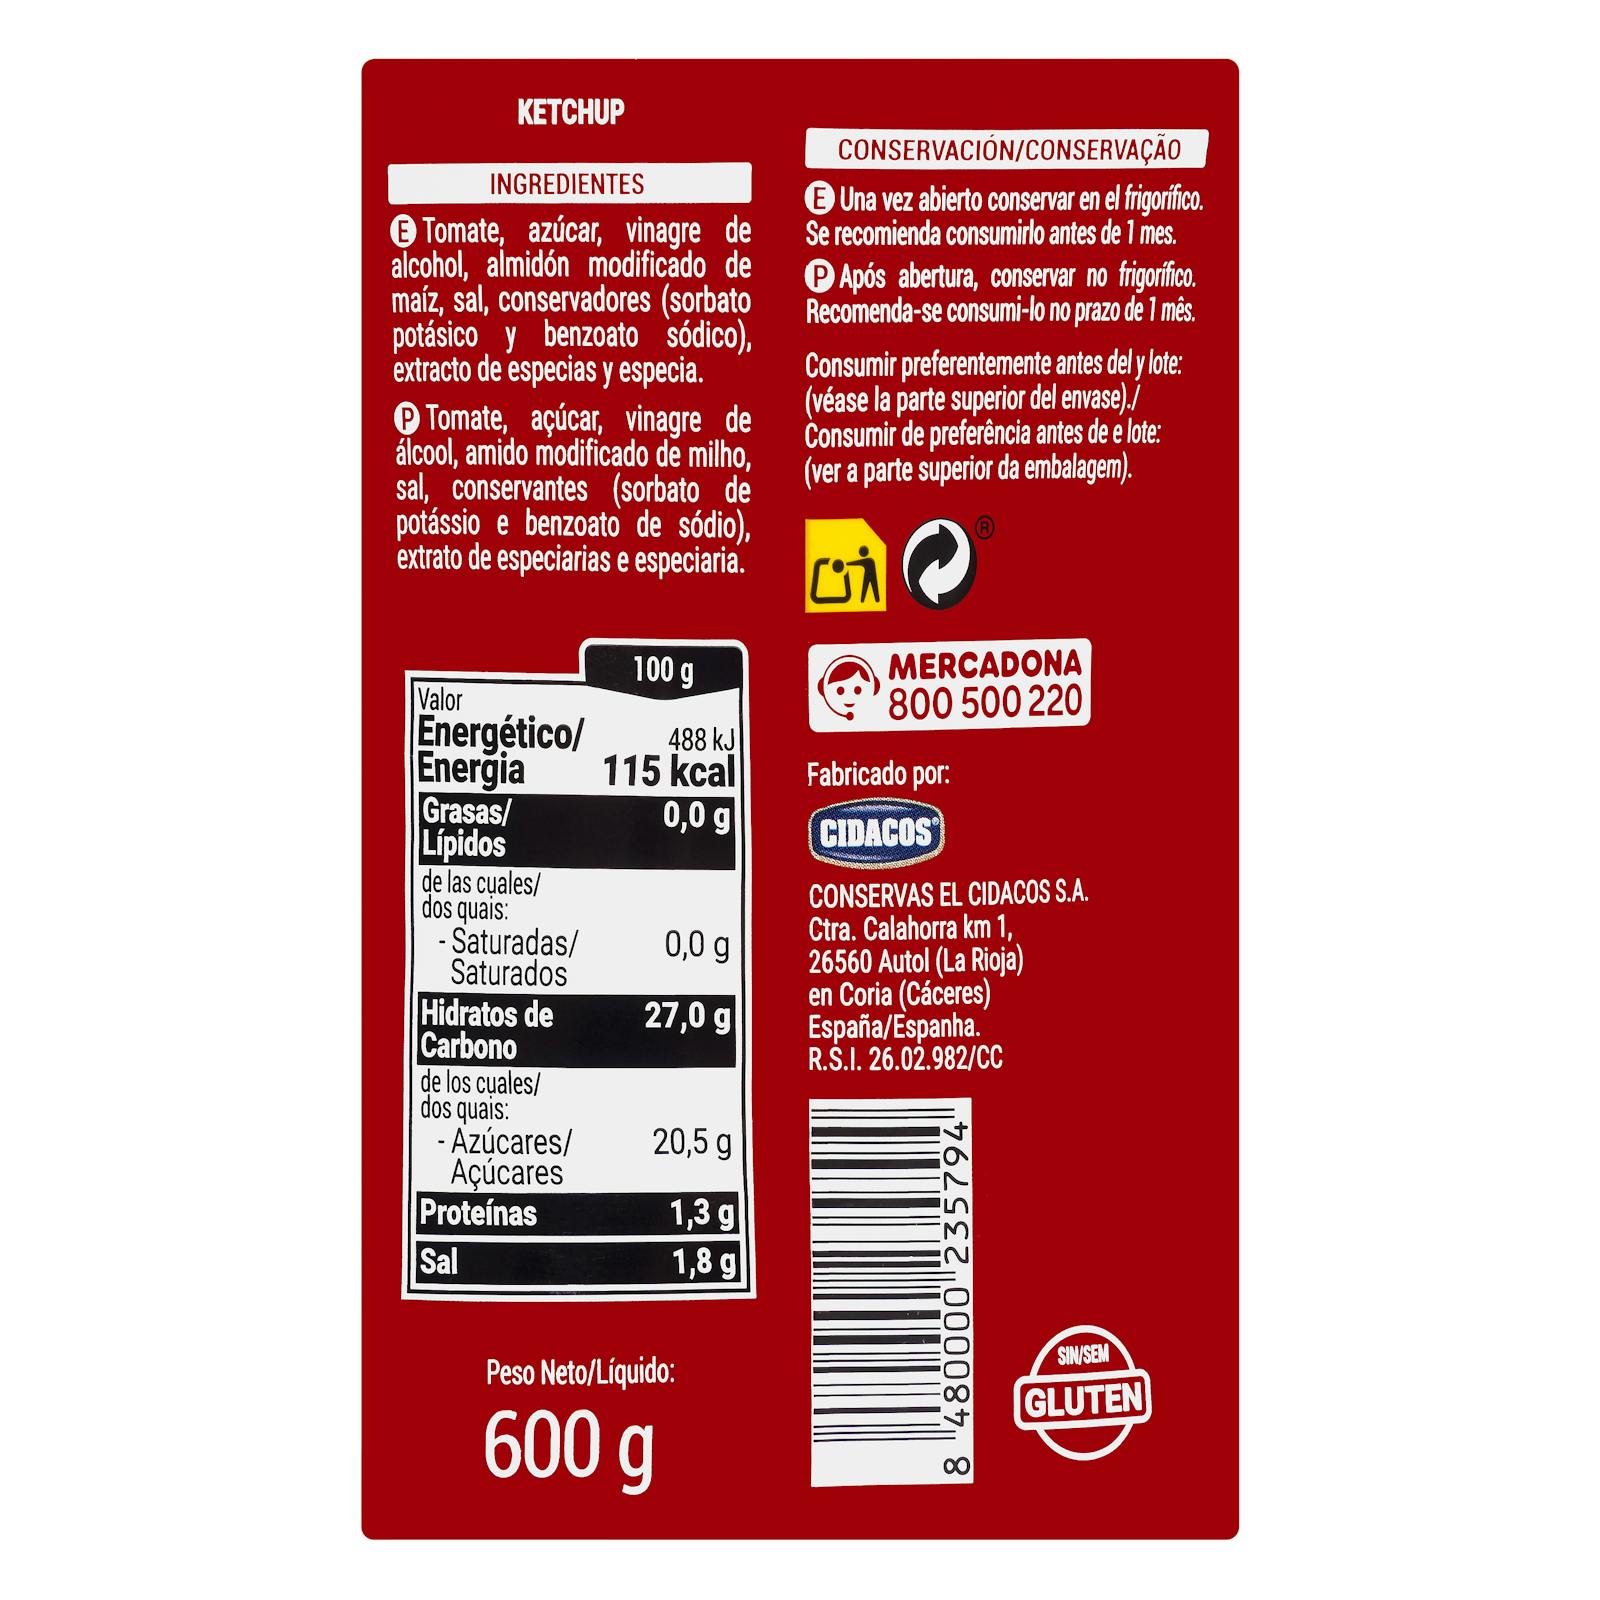 KETCHUP
INGREDIENTES
E Tomate, azúcar, vinagre de
alcohol, almidón modificado de
maíz, sal, conservadores (sorbato
potásico y benzoato sódico),
extracto de especias y especia.
P Tomate, açúcar, vinagre de
álcool, amido modificado de milho,
sal, conservantes (sorbato de
potássio e benzoato de sódio),
extrato de especiarias e especiaria.
100 g
Valor
Energético/
Energia
488 kJ
115 kcal
Grasas/
Lípidos
0,0 g
de las cuales/
dos quais:
- Saturadas/
Saturados
0,0 g
Hidratos de
Carbono
27,0 g
de los cuales/
dos quais:
- Azúcares/
Açúcares
20,5 g
Proteínas 1,3 g
Sal 1,8 g
Peso Neto/Líquido:
600 g
CONSERVACIÓN/CONSERVAÇÃO
E Una vez abierto conservar en el frigorífico.
Se recomienda consumirlo antes de 1 mes.
P Após abertura, conservar no frigorífico.
Recomenda-se consumi-lo no prazo de 1 mês.
Consumir preferentemente antes del y lote:
(véase la parte superior del envase)./
Consumir de preferência antes de e lote:
(ver a parte superior da embalagem).
®
MERCADONA
800 500 220
Fabricado por:
CIDACOS®
CONSERVAS EL CIDACOS S.A.
Ctra. Calahorra km 1,
26560 Autol (La Rioja)
en Coria (Cáceres)
España/Espanha.
R.S.I. 26.02.982/CC
8 480000 235794
SIN/SEM
GLUTEN